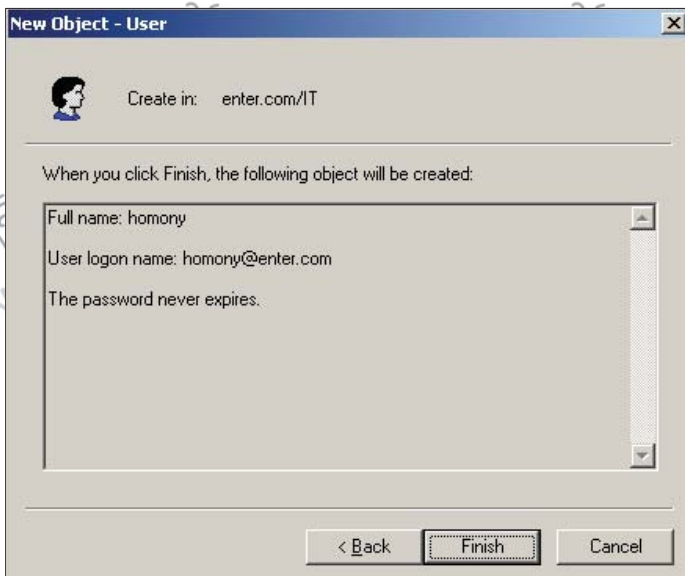 New Object - User
Create in: enter.com/IT
When you click Finish, the following object will be created:
Full name: homony
User logon name: homony@enter.com
The password never expires.
< Back
Finish
Cancel